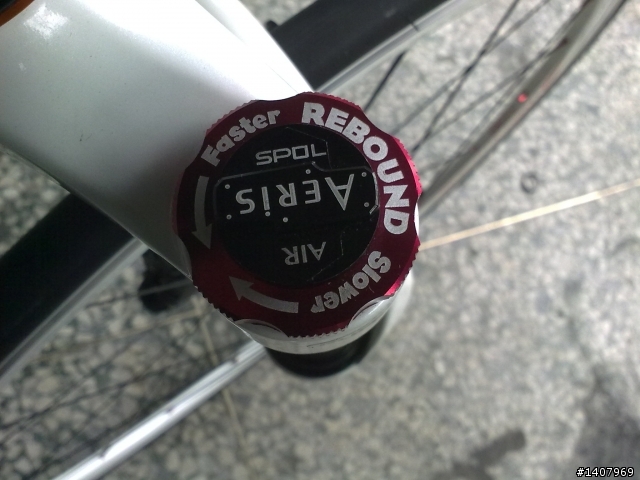 Faster REBOUND
SPOL
AERIS
AIR
Slower
#1407969